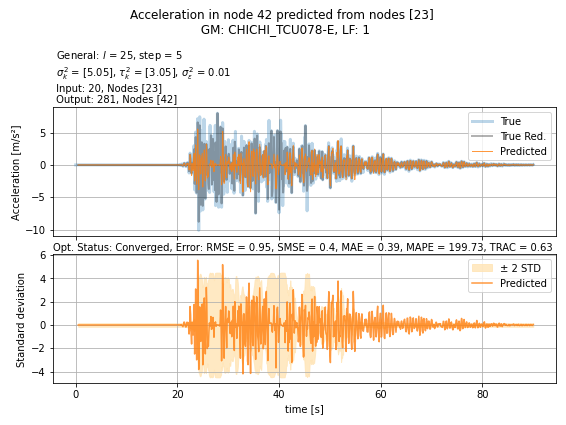 Acceleration in node 42 predicted from nodes [23]
GM: CHICHI_TCU078-E, LF: 1
General: l = 25, step = 5
σ²ₖ = [5.05], τ²ₖ = [3.05], σ²ₑ = 0.01
Input: 20, Nodes [23]
Output: 281, Nodes [42]
Acceleration [m/s²]
5
0
−5
−10
True
True Red.
Predicted
Opt. Status: Converged, Error: RMSE = 0.95, SMSE = 0.4, MAE = 0.39, MAPE = 199.73, TRAC = 0.63
Standard deviation
6
4
2
0
−2
−4
± 2 STD
Predicted
0 20 40 60 80
time [s]